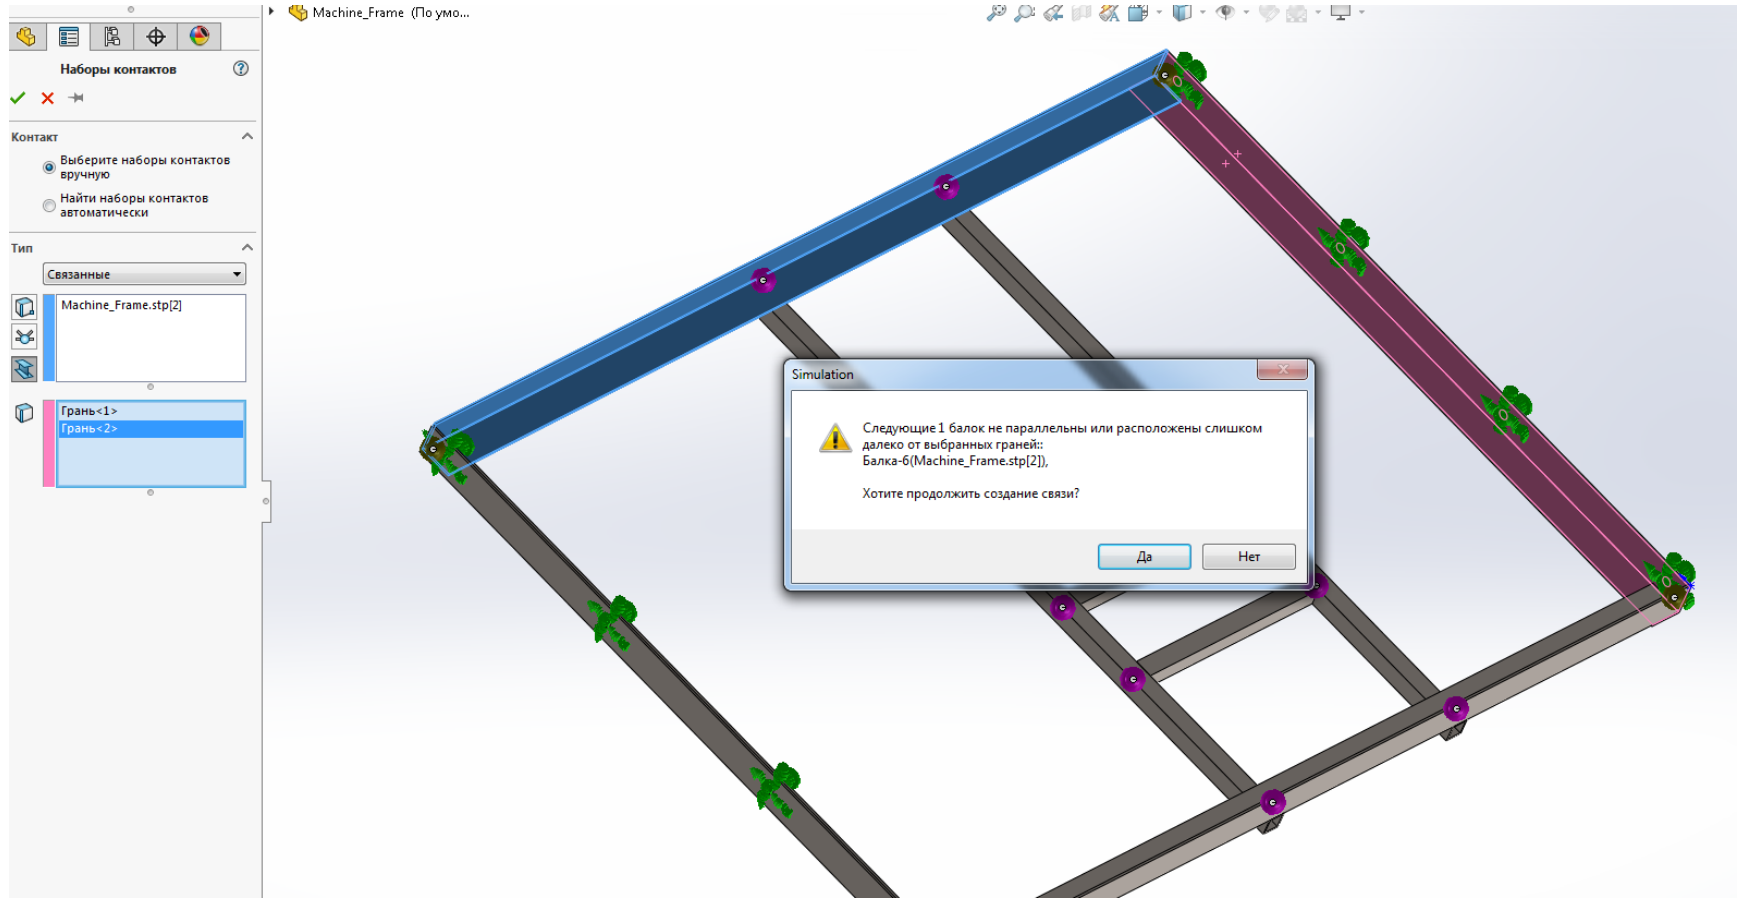 Machine_Frame (По умо...
Наборы контактов
Контакт
Выберите наборы контактов
вручную
Найти наборы контактов
автоматически
Тип
Связанные
Machine_Frame.stp[2]
Грань<1>
Грань<2>
Simulation
Следующие 1 балок не параллельны или расположены слишком
далеко от выбранных граней::
Балка-6(Machine_Frame.stp[2]),
Хотите продолжить создание связи?
Да
Нет